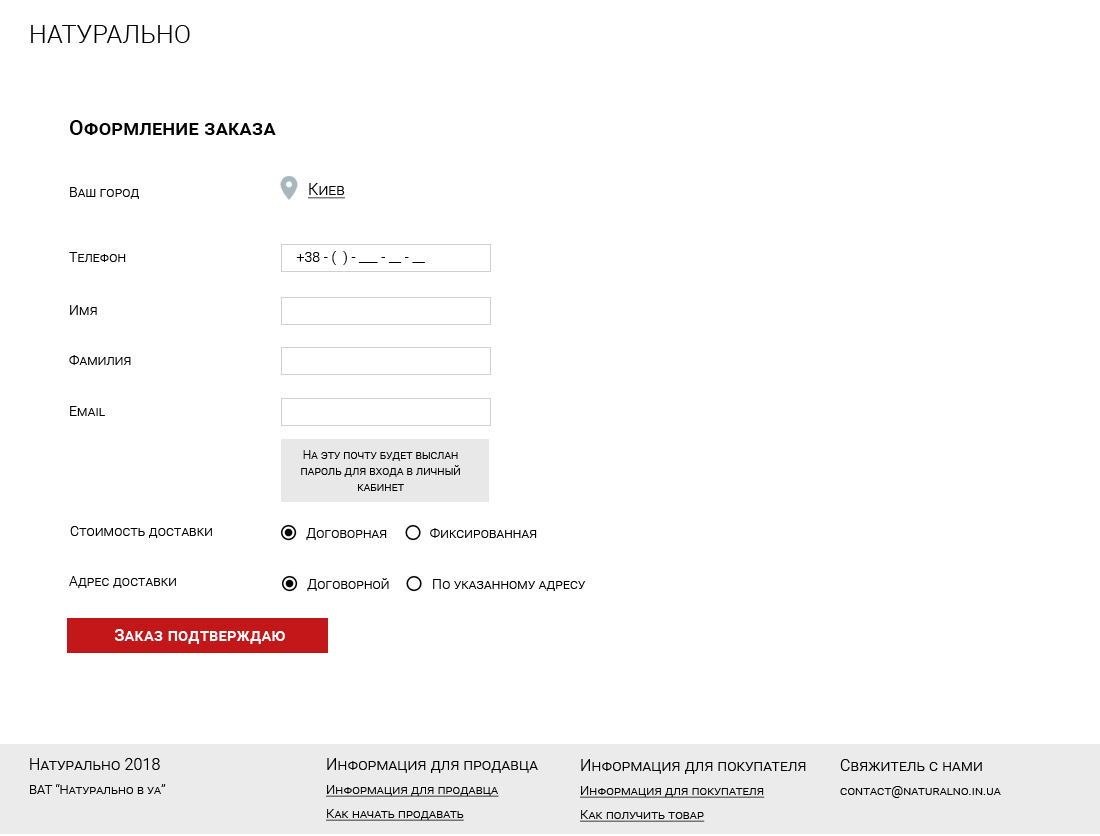 НАТУРАЛЬНО
Оформление заказа
Ваш город
Киев
Телефон
+38 - ( ) - ___ - __ - __
Имя
Фамилия
Email
На эту почту будет выслан
пароль для входа в личный
кабинет
Стоимость доставки
Договорная
Фиксированная
Адрес доставки
Договорной
По указанному адресу
Заказ подтверждаю
Натурально 2018
ВАТ "Натурально в уа"
Информация для продавца
Информация для продавца
Как начать продавать
Информация для покупателя
Информация для покупателя
Как получить товар
Свяжитель с нами
contact@naturalno.in.ua